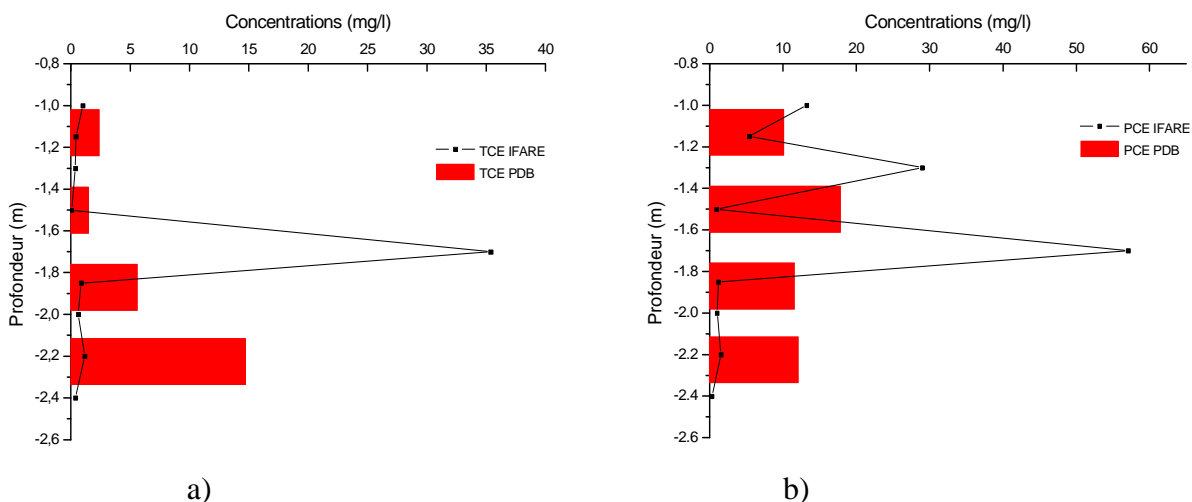 Concentrations (mg/l)
0 5 10 15 20 25 30 35 40
-0,8
-1,0
-1,2
-1,4
-1,6
-1,8
-2,0
-2,2
-2,4
-2,6
Profondeur (m)
TCE IFARE
TCE PDB
a)
Concentrations (mg/l)
0 10 20 30 40 50 60
-0.8
-1.0
-1.2
-1.4
-1.6
-1.8
-2.0
-2.2
-2.4
-2.6
Profondeur (m)
PCE IFARE
PCE PDB
b)